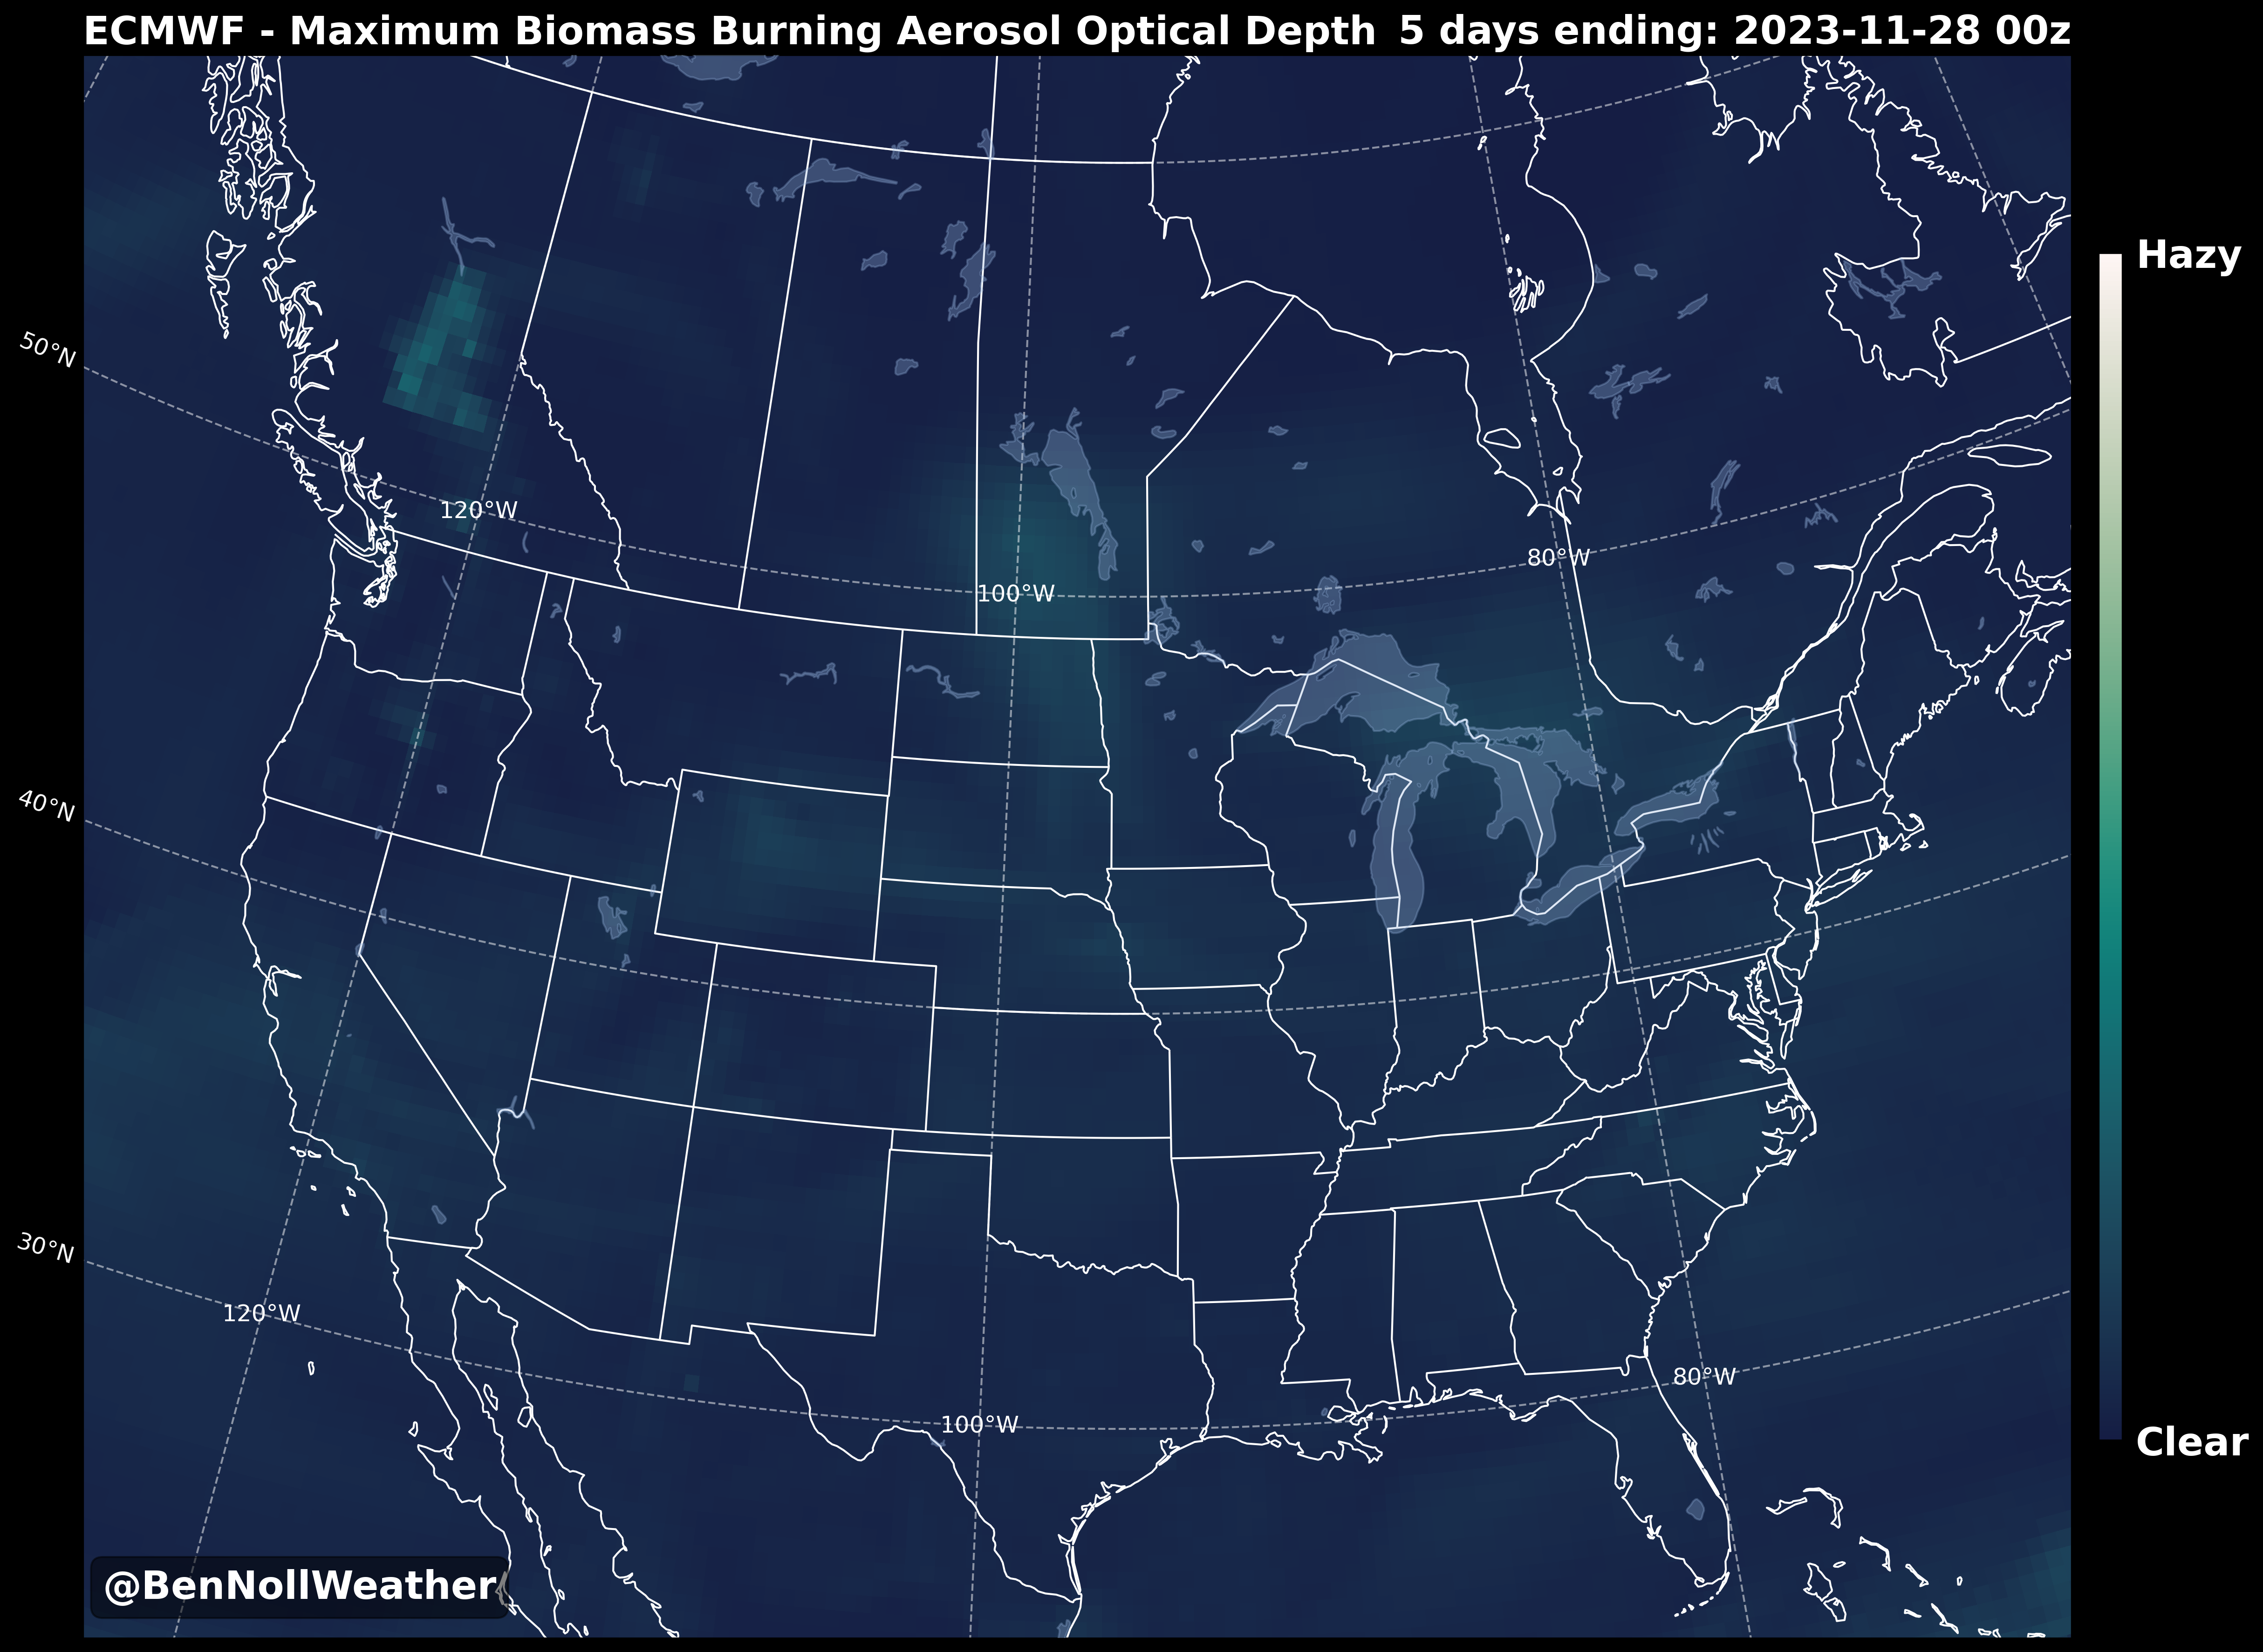 ECMWF - Maximum Biomass Burning Aerosol Optical Depth 5 days ending: 2023-11-28 00z
Hazy
50°N
120°W
80°W
100°W
40°N
30°N
120°W
80°W
100°W
Clear
@BenNollWeather